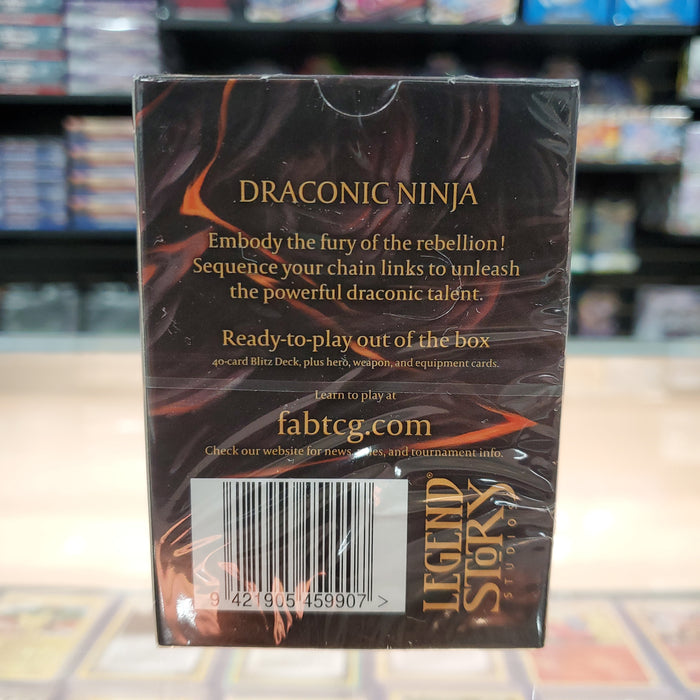 DRACONIC NINJA
Embody the fury of the rebellion!
Sequence your chain links to unleash
the powerful draconic talent.
Ready-to-play out of the box
40-card Blitz Deck, plus hero, weapon, and equipment cards.
Learn to play at
fabtcg.com
Check our website for news, rules, and tournament info.
LEGEND
STORY
STUDIOS®
9 421905 459907 >